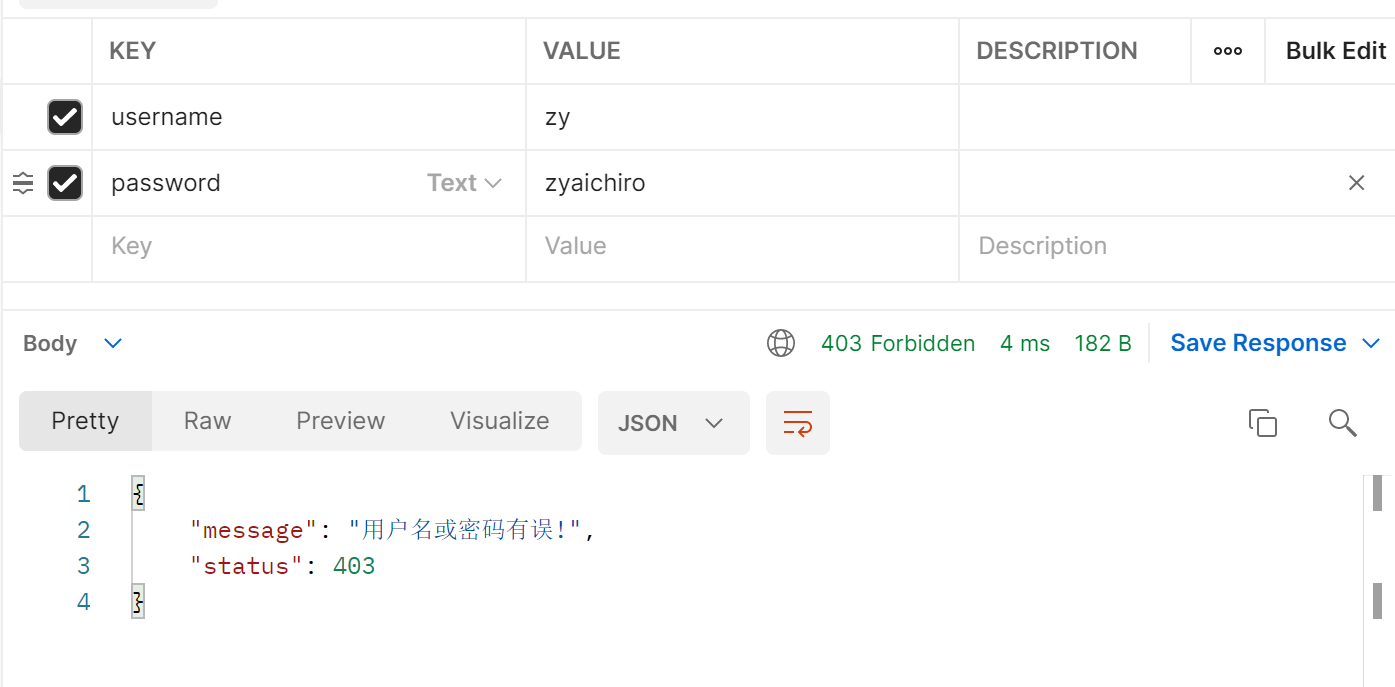 KEY VALUE DESCRIPTION ooo Bulk Edit
username zy
password Text zyaichiro
Key Value Description
Body 403 Forbidden 4 ms 182 B Save Response
Pretty Raw Preview Visualize JSON
1 {
2 "message": "用户名或密码有误!",
3 "status": 403
4 }